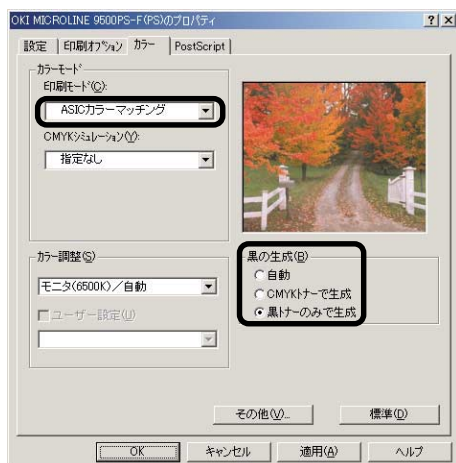 OKI MICROLINE 9500PS-F(PS)のプロパティ
設定 印刷オプション カラー PostScript
カラーモード
印刷モード(C):
ASICカラーマッチング
CMYKシミュレーション(Y):
指定なし
カラー調整(S)
モニタ(6500K)/自動
ユーザー設定(U)
黒の生成(B)
自動
CMYKトナーで生成
黒トナーのみで生成
その他(V)... 標準(D)
OK キャンセル 適用(A) ヘルプ